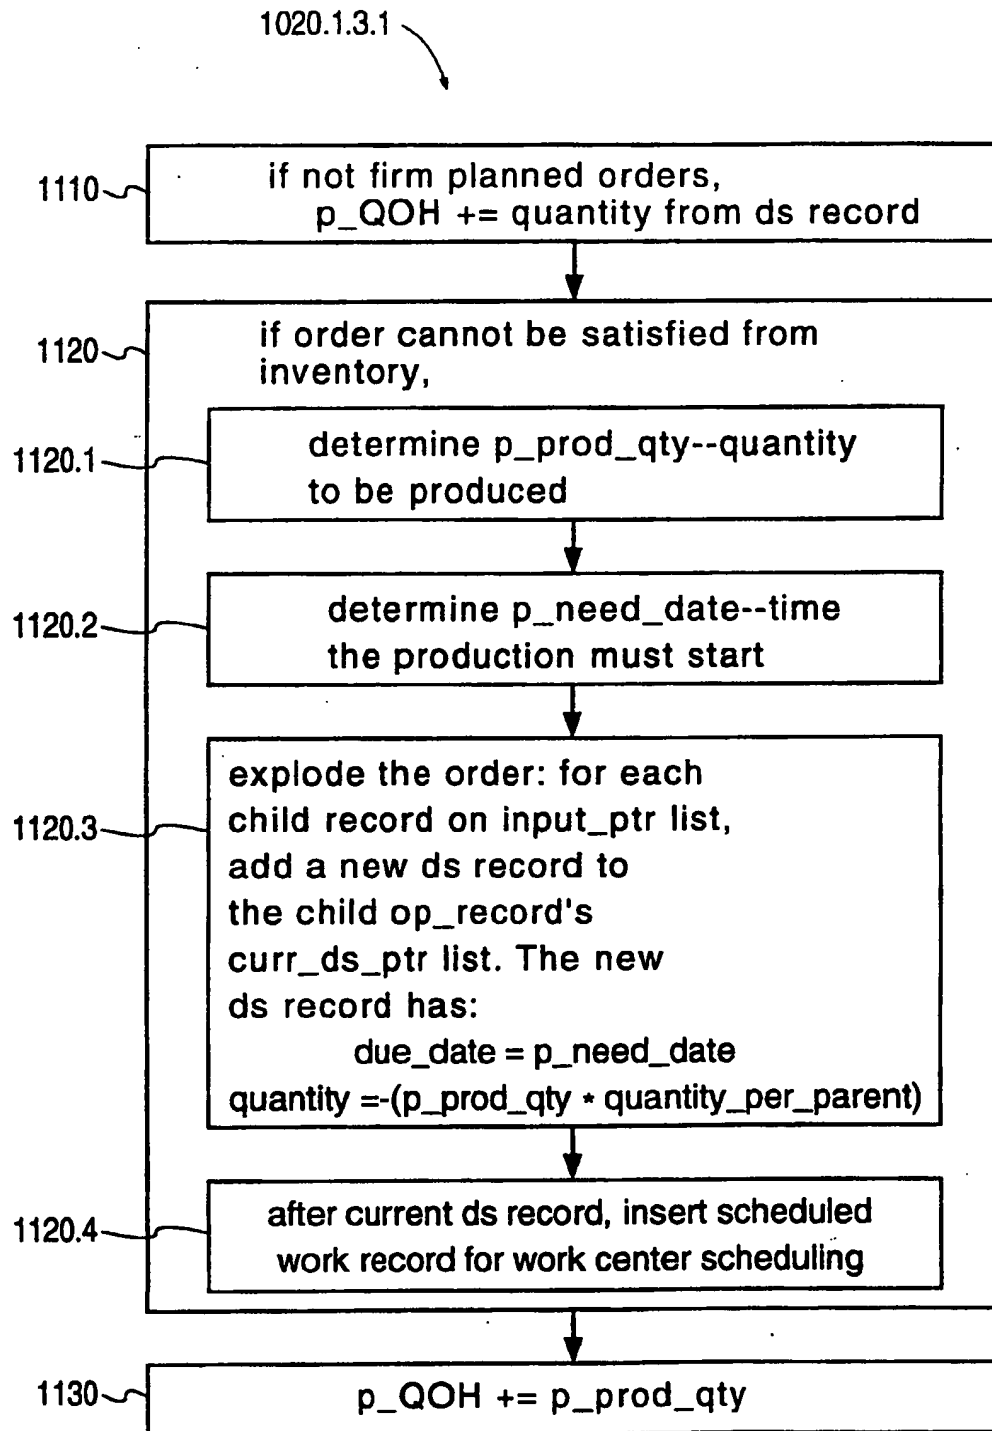 1020.1.3.1
1110
if not firm planned orders,
p_QOH += quantity from ds record
1120
if order cannot be satisfied from
inventory,
1120.1
determine p_prod_qty--quantity
to be produced
1120.2
determine p_need_date--time
the production must start
1120.3
explode the order: for each
child record on input_ptr list,
add a new ds record to
the child op_record's
curr_ds_ptr list. The new
ds record has:
due_date = p_need_date
quantity =-(p_prod_qty * quantity_per_parent)
1120.4
after current ds record, insert scheduled
work record for work center scheduling
1130
p_QOH += p_prod_qty